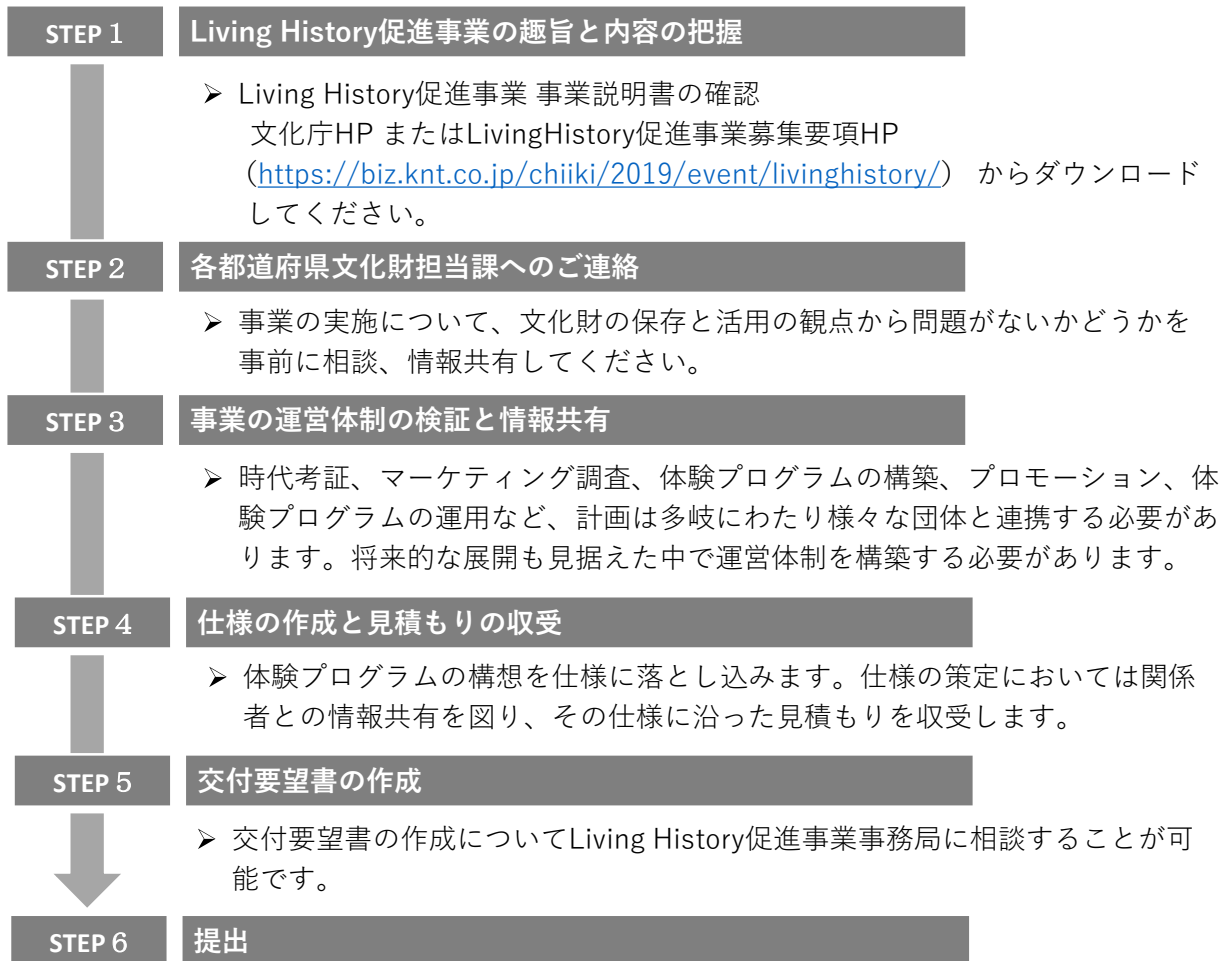 STEP 1
Living History促進事業の趣旨と内容の把握
➢ Living History促進事業 事業説明書の確認
文化庁HP またはLivingHistory促進事業募集要項HP
（https://biz.knt.co.jp/chiiki/2019/event/livinghistory/） からダウンロード
してください。
STEP 2
各都道府県文化財担当課へのご連絡
➢ 事業の実施について、文化財の保存と活用の観点から問題がないかどうかを
事前に相談、情報共有してください。
STEP 3
事業の運営体制の検証と情報共有
➢ 時代考証、マーケティング調査、体験プログラムの構築、プロモーション、体
験プログラムの運用など、計画は多岐にわたり様々な団体と連携する必要があ
ります。将来的な展開も見据えた中で運営体制を構築する必要があります。
STEP 4
仕様の作成と見積もりの収受
➢ 体験プログラムの構想を仕様に落とし込みます。仕様の策定においては関係
者との情報共有を図り、その仕様に沿った見積もりを収受します。
STEP 5
交付要望書の作成
➢ 交付要望書の作成についてLiving History促進事業事務局に相談することが可
能です。
STEP 6
提出